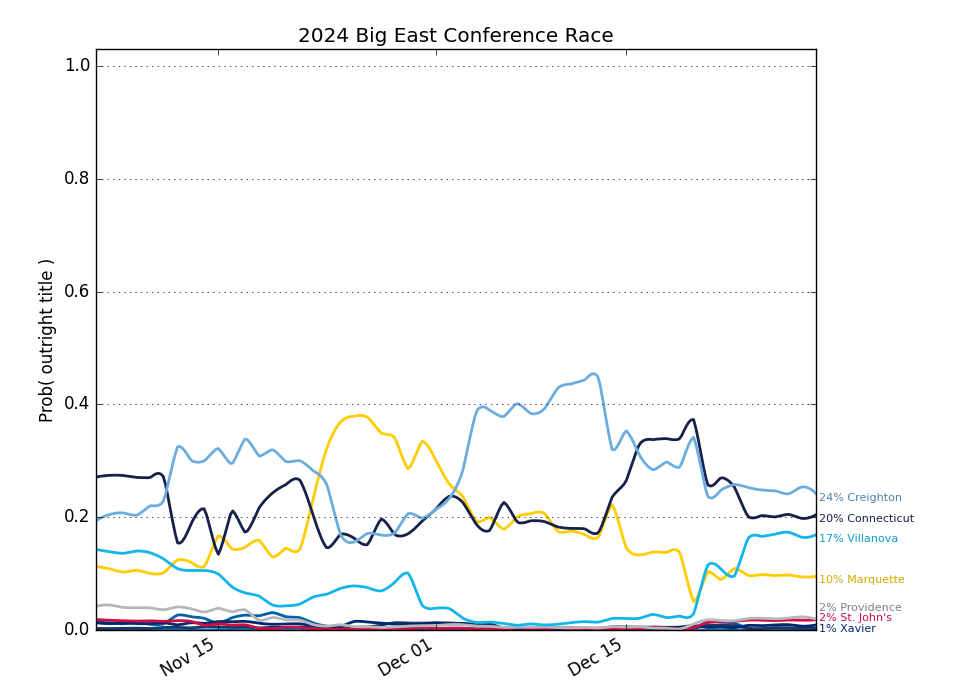 2024 Big East Conference Race
Prob( outright title )
1.0
0.8
0.6
0.4
0.2
0.0
Nov 15
Dec 01
Dec 15
24% Creighton
20% Connecticut
17% Villanova
10% Marquette
2% Providence
2% St. John's
1% Xavier